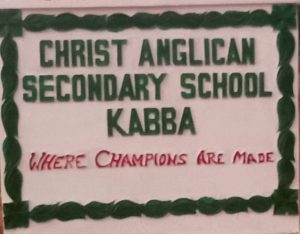 CHRIST ANGLICAN
SECONDARY SCHOOL
KABBA
WHERE CHAMPIONS ARE MADE